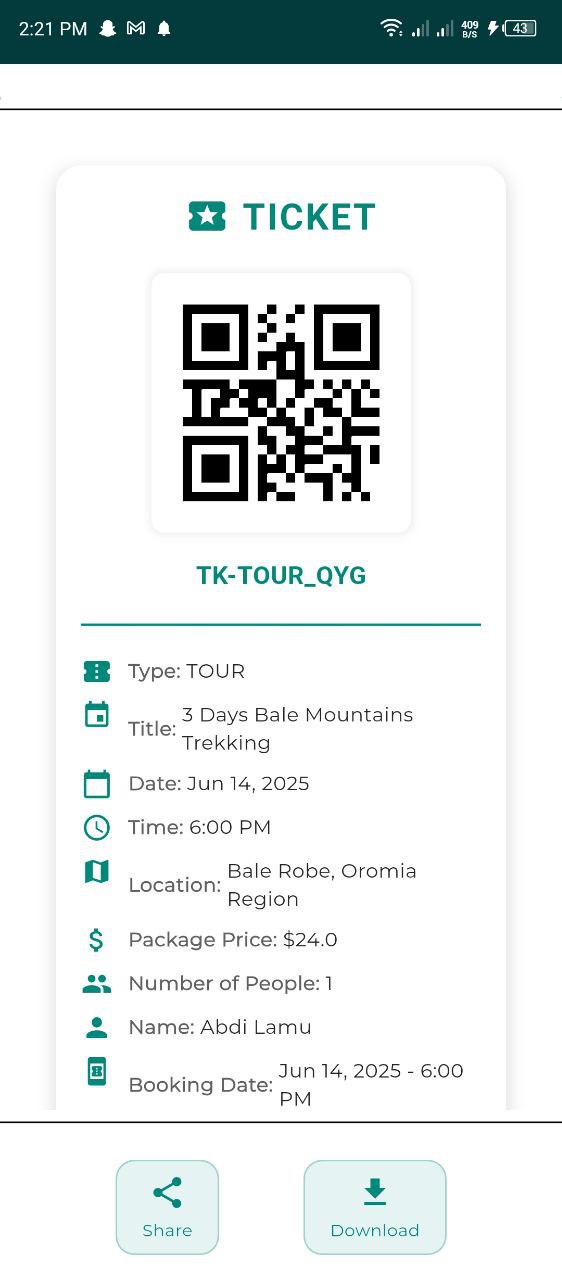 2:21 PM
409
B/S
43
TICKET
TK-TOUR_QYG
Type: TOUR
Title: 3 Days Bale Mountains
Trekking
Date: Jun 14, 2025
Time: 6:00 PM
Location: Bale Robe, Oromia
Region
Package Price: $24.0
Number of People: 1
Name: Abdi Lamu
Booking Date: Jun 14, 2025 - 6:00
PM
Share
Download